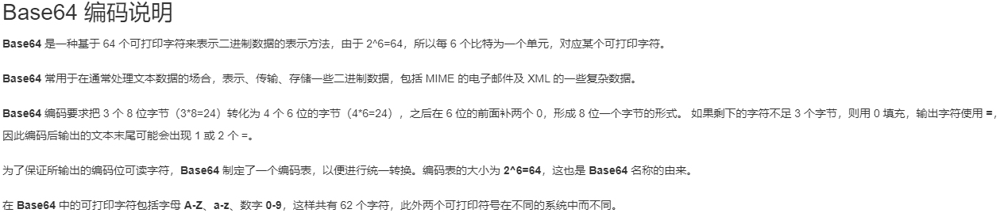 Base64 编码说明
Base64 是一种基于 64 个可打印字符来表示二进制数据的表示方法，由于 2^6=64，所以每 6 个比特为一个单元，对应某个可打印字符。
Base64 常用于在通常处理文本数据的场合，表示、传输、存储一些二进制数据，包括 MIME 的电子邮件及 XML 的一些复杂数据。
Base64 编码要求把 3 个 8 位字节（3*8=24）转化为 4 个 6 位的字节（4*6=24），之后在 6 位的前面补两个 0，形成 8 位一个字节的形式。 如果剩下的字符不足 3 个字节，则用 0 填充，输出字符使用 =，
因此编码后输出的文本末尾可能会出现 1 或 2 个 =。
为了保证所输出的编码位可读字符，Base64 制定了一个编码表，以便进行统一转换。编码表的大小为 2^6=64，这也是 Base64 名称的由来。
在 Base64 中的可打印字符包括字母 A-Z、a-z、数字 0-9，这样共有 62 个字符，此外两个可打印符号在不同的系统中而不同。